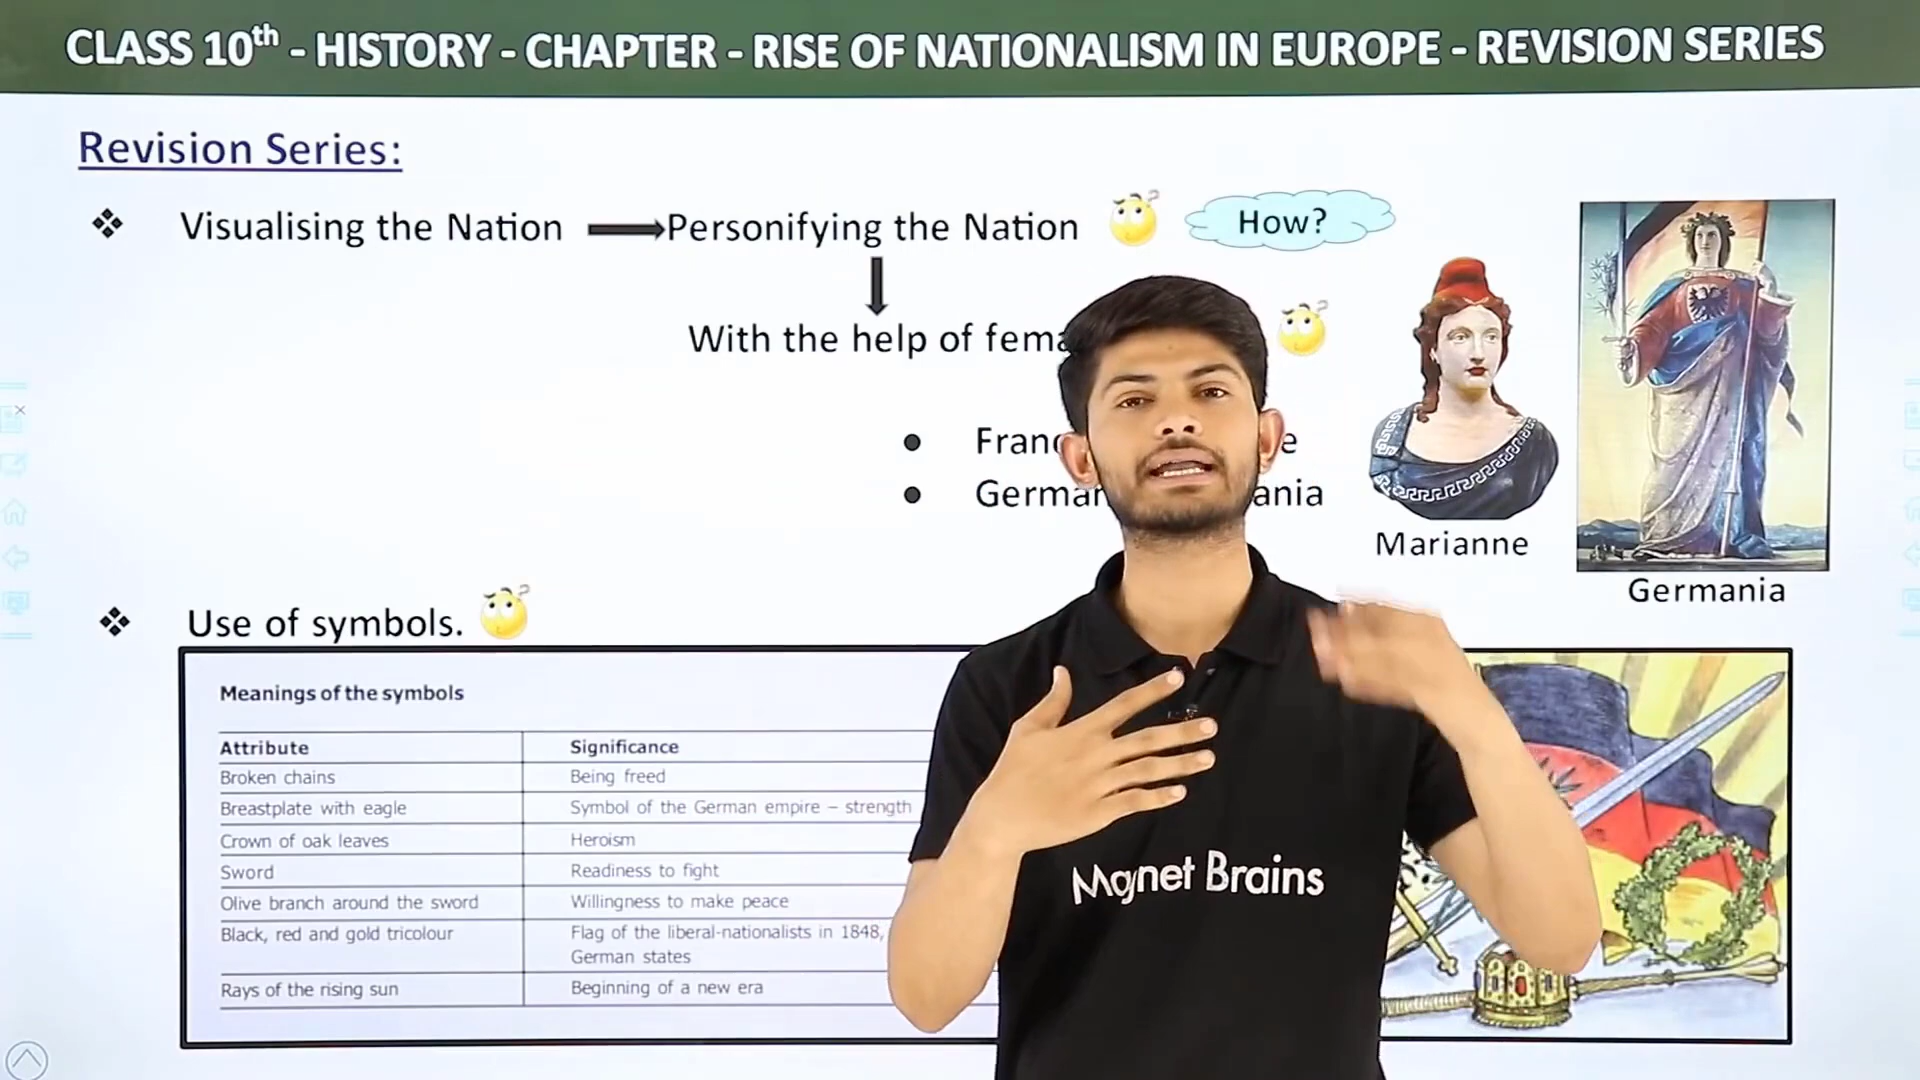 CLASS 10th - HISTORY - CHAPTER - RISE OF NATIONALISM IN EUROPE - REVISION SERIES
Revision Series:
❖ Visualising the Nation → Personifying the Nation How?
With the help of
• 
• 
Marianne
Germania
❖ Use of symbols.
Meanings of the symbols
Attribute Significance
Broken chains Being freed
Breastplate with eagle Symbol of the German empire – strength
Crown of oak leaves Heroism
Sword Readiness to fight
Olive branch around the sword Willingness to make peace
Black, red and gold tricolour Flag of the liberal-nationalists in 1848,
German states
Rays of the rising sun Beginning of a new era
Magnet Brains